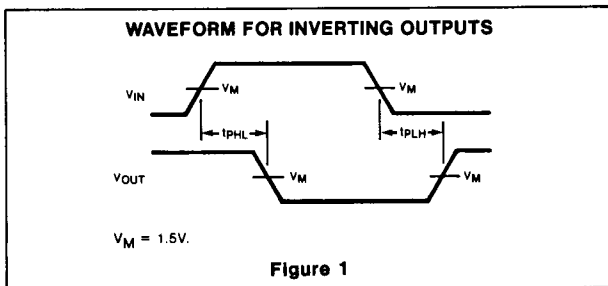 WAVEFORM FOR INVERTING OUTPUTS
VIN
VM
VM
tPHL
tPLH
VOUT
VM
VM
VM = 1.5V.
Figure 1